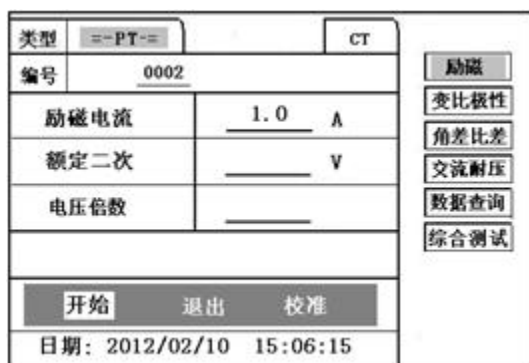 类型 =-PT-= CT
编号 0002
励磁电流 1.0 A
额定二次 V
电压倍数
开始 退出 校准
日期: 2012/02/10 15:06:15
励磁
变比极性
角差比差
交流耐压
数据查询
综合测试